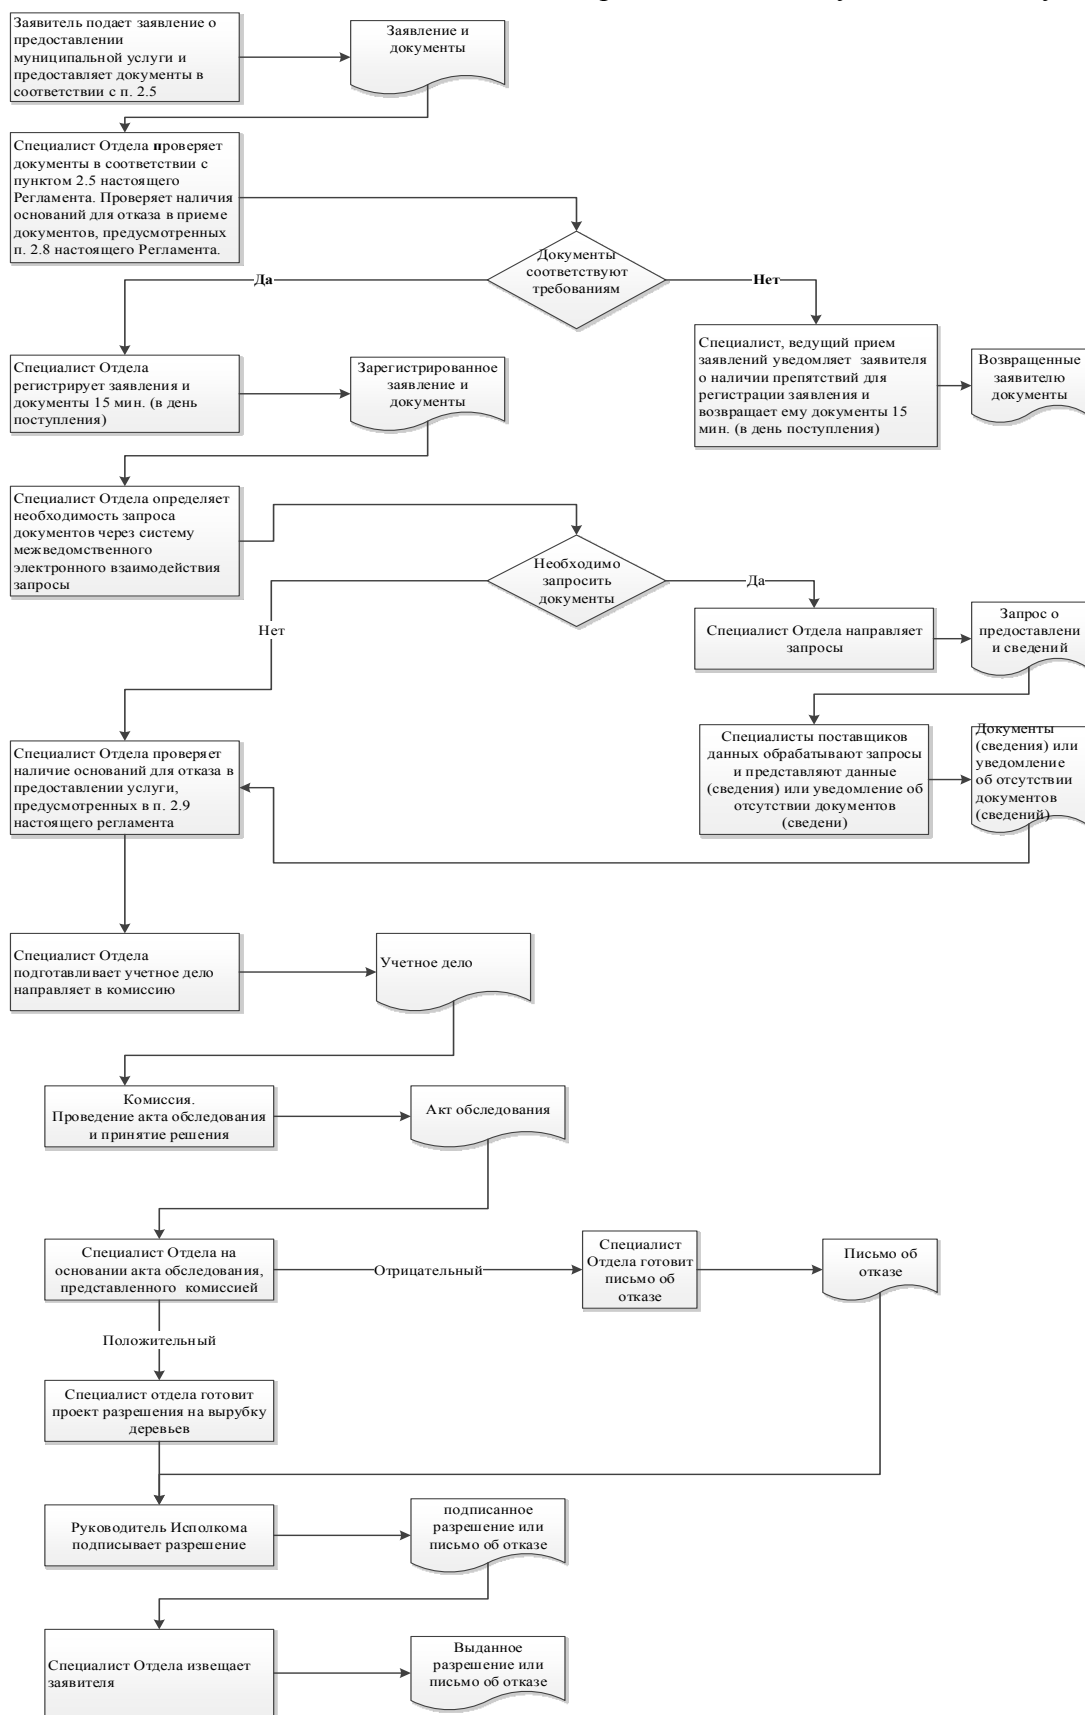 Заявитель подает заявление о
предоставлении
муниципальной услуги и
предоставляет документы в
соответствии с п. 2.5
Заявление и
документы
Специалист Отдела проверяет
документы в соответствии с
пунктом 2.5 настоящего
Регламента. Проверяет наличия
оснований для отказа в приеме
документов, предусмотренных
п. 2.8 настоящего Регламента.
Документы
соответствуют
требованиям
Да
Нет
Специалист Отдела
регистрирует заявления и
документы 15 мин. (в день
поступления)
Зарегистрированное
заявление и
документы
Специалист, ведущий прием
заявлений уведомляет заявителя
о наличии препятствий для
регистрации заявления и
возвращает ему документы 15
мин. (в день поступления)
Возвращенные
заявителю
документы
Специалист Отдела определяет
необходимость запроса
документов через систему
межведомственного
электронного взаимодействия
запросы
Необходимо
запросить
документы
Да
Нет
Специалист Отдела направляет
запросы
Запрос о
предоставлени
и сведений
Специалисты поставщиков
данных обрабатывают запросы
и представляют данные
(сведения) или уведомление об
отсутствии документов
(сведени)
Документы
(сведения) или
уведомление
об отсутствии
документов
(сведений)
Специалист Отдела проверяет
наличие оснований для отказа в
предоставлении услуги,
предусмотренных в п. 2.9
настоящего регламента
Специалист Отдела
подготавливает учетное дело
направляет в комиссию
Учетное дело
Комиссия.
Проведение акта обследования
и принятие решения
Акт обследования
Специалист Отдела на
основании акта обследования,
представленного комиссией
Отрицательный
Специалист
Отдела готовит
письмо об
отказе
Письмо об
отказе
Положительный
Специалист отдела готовит
проект разрешения на вырубку
деревьев
Руководитель Исполкома
подписывает разрешение
подписанное
разрешение или
письмо об отказе
Специалист Отдела извещает
заявителя
Выданное
разрешение или
письмо об отказе